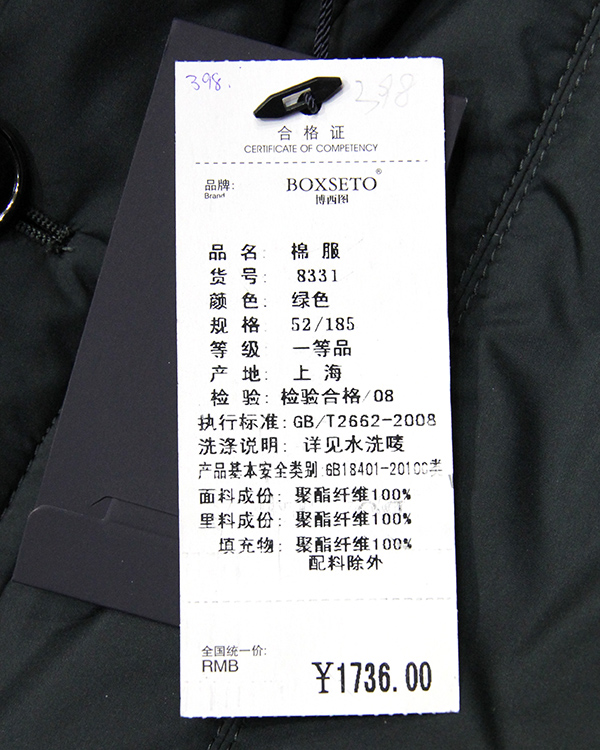 398.
398
合格证
CERTIFICATE OF COMPETENCY
品牌: BOXSETO®
Brand 博西图
品 名: 棉 服
货 号: 8331
颜 色: 绿色
规 格: 52/185
等 级: 一等品
产 地: 上 海
检 验: 检验合格/08
执行标准: GB/T2662-2008
洗涤说明: 详见水洗唛
产品基本安全类别: GB18401-2010C类
面料成份: 聚酯纤维100%
里料成份: 聚酯纤维100%
填充物: 聚酯纤维100%
配料除外
全国统一价:
RMB ¥1736.00